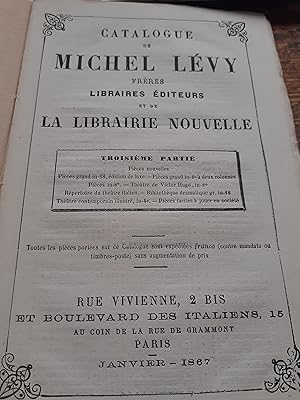 CATALOGUE
DE
MICHEL LÉVY
FRÈRES
LIBRAIRES ÉDITEURS
ET DE
LA LIBRAIRIE NOUVELLE
TROISIÈME PARTIE
Pièces nouvelles
Pièces grand in-18, édition de luxe.—Pièces grand in-8° à deux colonnes
Pièces in-8°. — Théâtre de Victor Hugo, in-8°
Répertoire du théâtre Italien. — Bibliothèque dramatique gr. in-18
Théâtre contemporain illustré, in-4°. — Pièces faciles à jouer en société
Toutes les pièces portées sur ce Catalogue sont expédiées franco (contre mandats ou
timbres-poste) sans augmentation de prix
RUE VIVIENNE, 2 BIS
ET BOULEVARD DES ITALIENS, 15
AU COIN DE LA RUE DE GRAMMONT
PARIS
JANVIER — 1867